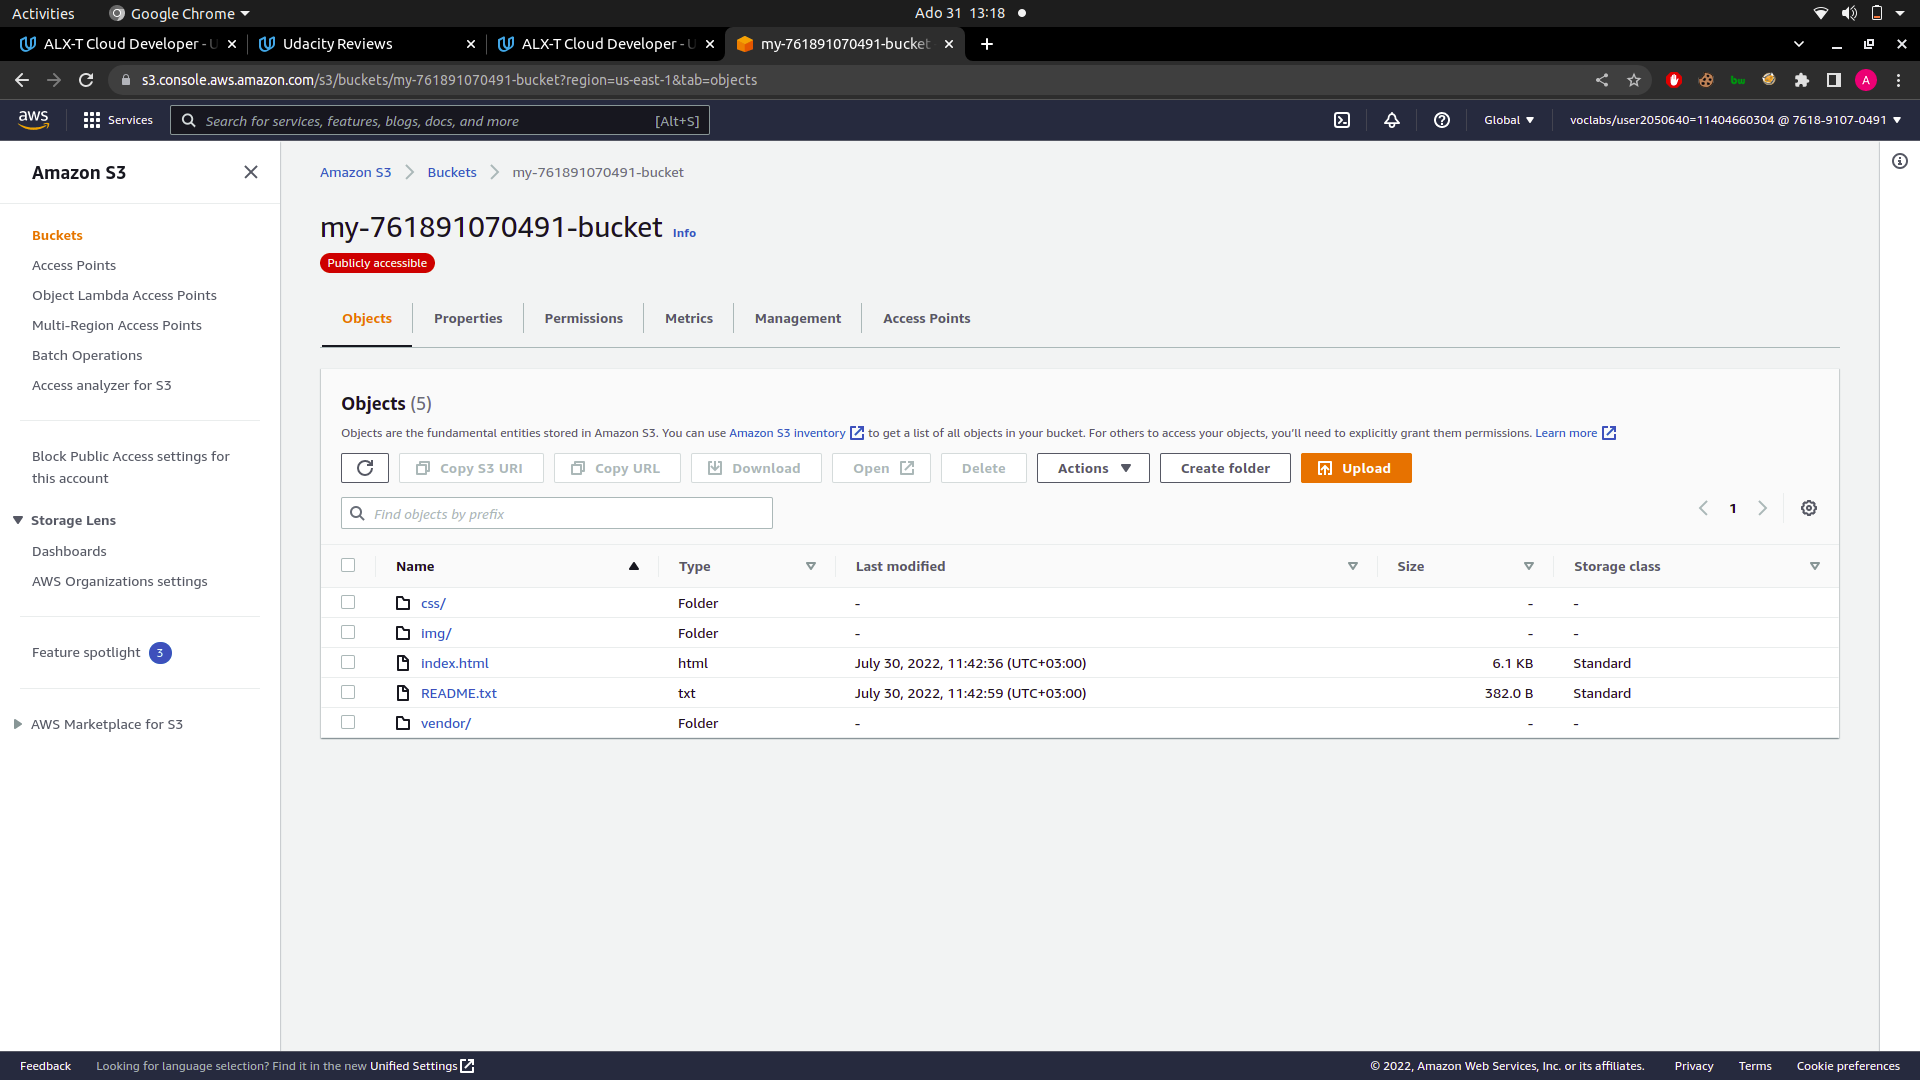 Activities Google Chrome Ado 31 13:18
ALX-T Cloud Developer - U Udacity Reviews ALX-T Cloud Developer - U my-761891070491-bucket
s3.console.aws.amazon.com/s3/buckets/my-761891070491-bucket?region=us-east-1&tab=objects bw A
aws Services Search for services, features, blogs, docs, and more [Alt+S] Global voclabs/user2050640=11404660304 @ 7618-9107-0491
Amazon S3
Buckets
Access Points
Object Lambda Access Points
Multi-Region Access Points
Batch Operations
Access analyzer for S3
Block Public Access settings for
this account
Storage Lens
Dashboards
AWS Organizations settings
Feature spotlight 3
AWS Marketplace for S3
Amazon S3 Buckets my-761891070491-bucket
my-761891070491-bucket Info
Publicly accessible
Objects Properties Permissions Metrics Management Access Points
Objects (5)
Objects are the fundamental entities stored in Amazon S3. You can use Amazon S3 inventory to get a list of all objects in your bucket. For others to access your objects, you'll need to explicitly grant them permissions. Learn more
Copy S3 URI Copy URL Download Open Delete Actions Create folder Upload
Find objects by prefix 1
Name Type Last modified Size Storage class
css/ Folder - - -
img/ Folder - - -
index.html html July 30, 2022, 11:42:36 (UTC+03:00) 6.1 KB Standard
README.txt txt July 30, 2022, 11:42:59 (UTC+03:00) 382.0 B Standard
vendor/ Folder - - -
Feedback Looking for language selection? Find it in the new Unified Settings © 2022, Amazon Web Services, Inc. or its affiliates. Privacy Terms Cookie preferences